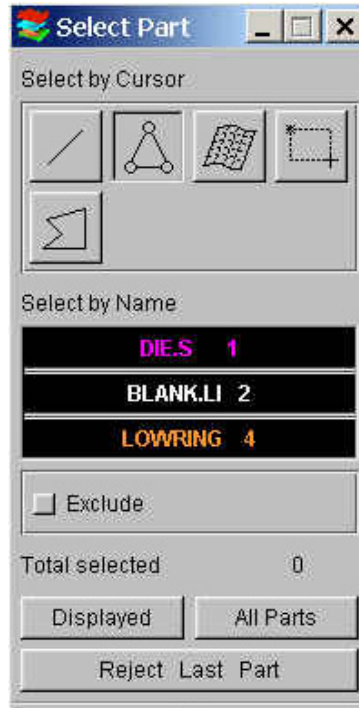 Select Part
Select by Cursor
Select by Name
DIE.S 1
BLANK.LI 2
LOWRING 4
Exclude
Total selected 0
Displayed All Parts
Reject Last Part